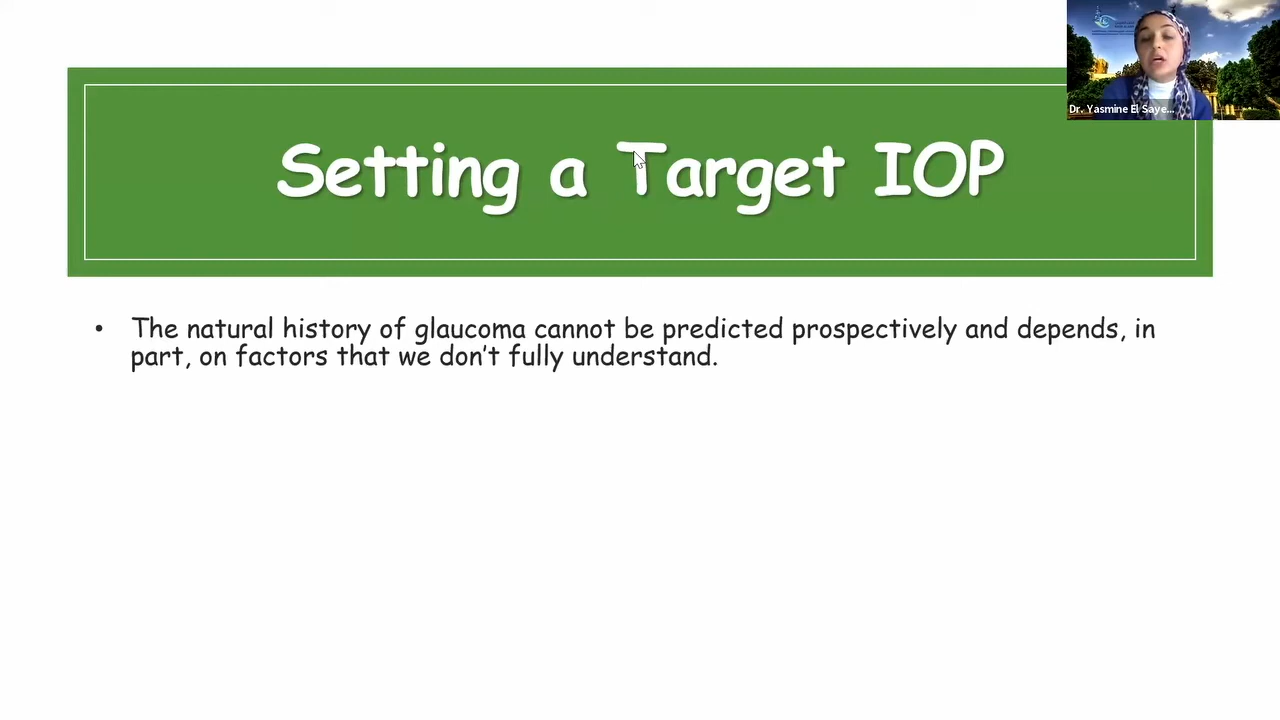 Setting a Target IOP
Dr. Yasmine El Saye...
• The natural history of glaucoma cannot be predicted prospectively and depends, in
part, on factors that we don't fully understand.